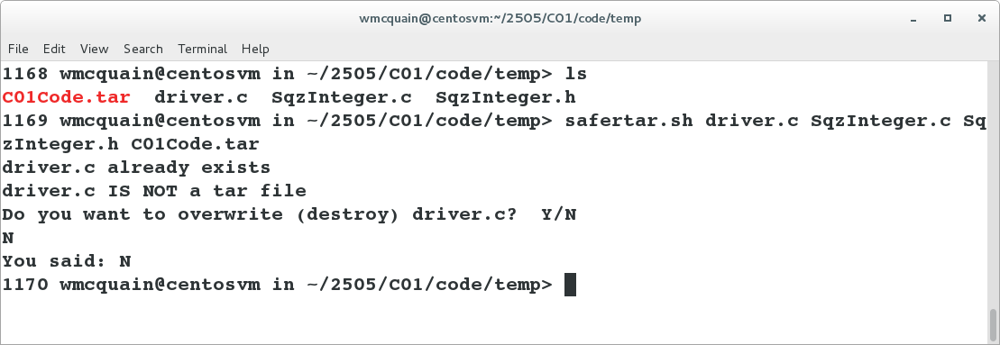 wmcquain@centosvm:~/2505/C01/code/temp
File Edit View Search Terminal Help
1168 wmcquain@centosvm in ~/2505/C01/code/temp> ls
C01Code.tar  driver.c  SqzInteger.c  SqzInteger.h
1169 wmcquain@centosvm in ~/2505/C01/code/temp> safertar.sh driver.c SqzInteger.c Sq
zInteger.h C01Code.tar
driver.c already exists
driver.c IS NOT a tar file
Do you want to overwrite (destroy) driver.c?  Y/N
N
You said: N
1170 wmcquain@centosvm in ~/2505/C01/code/temp>